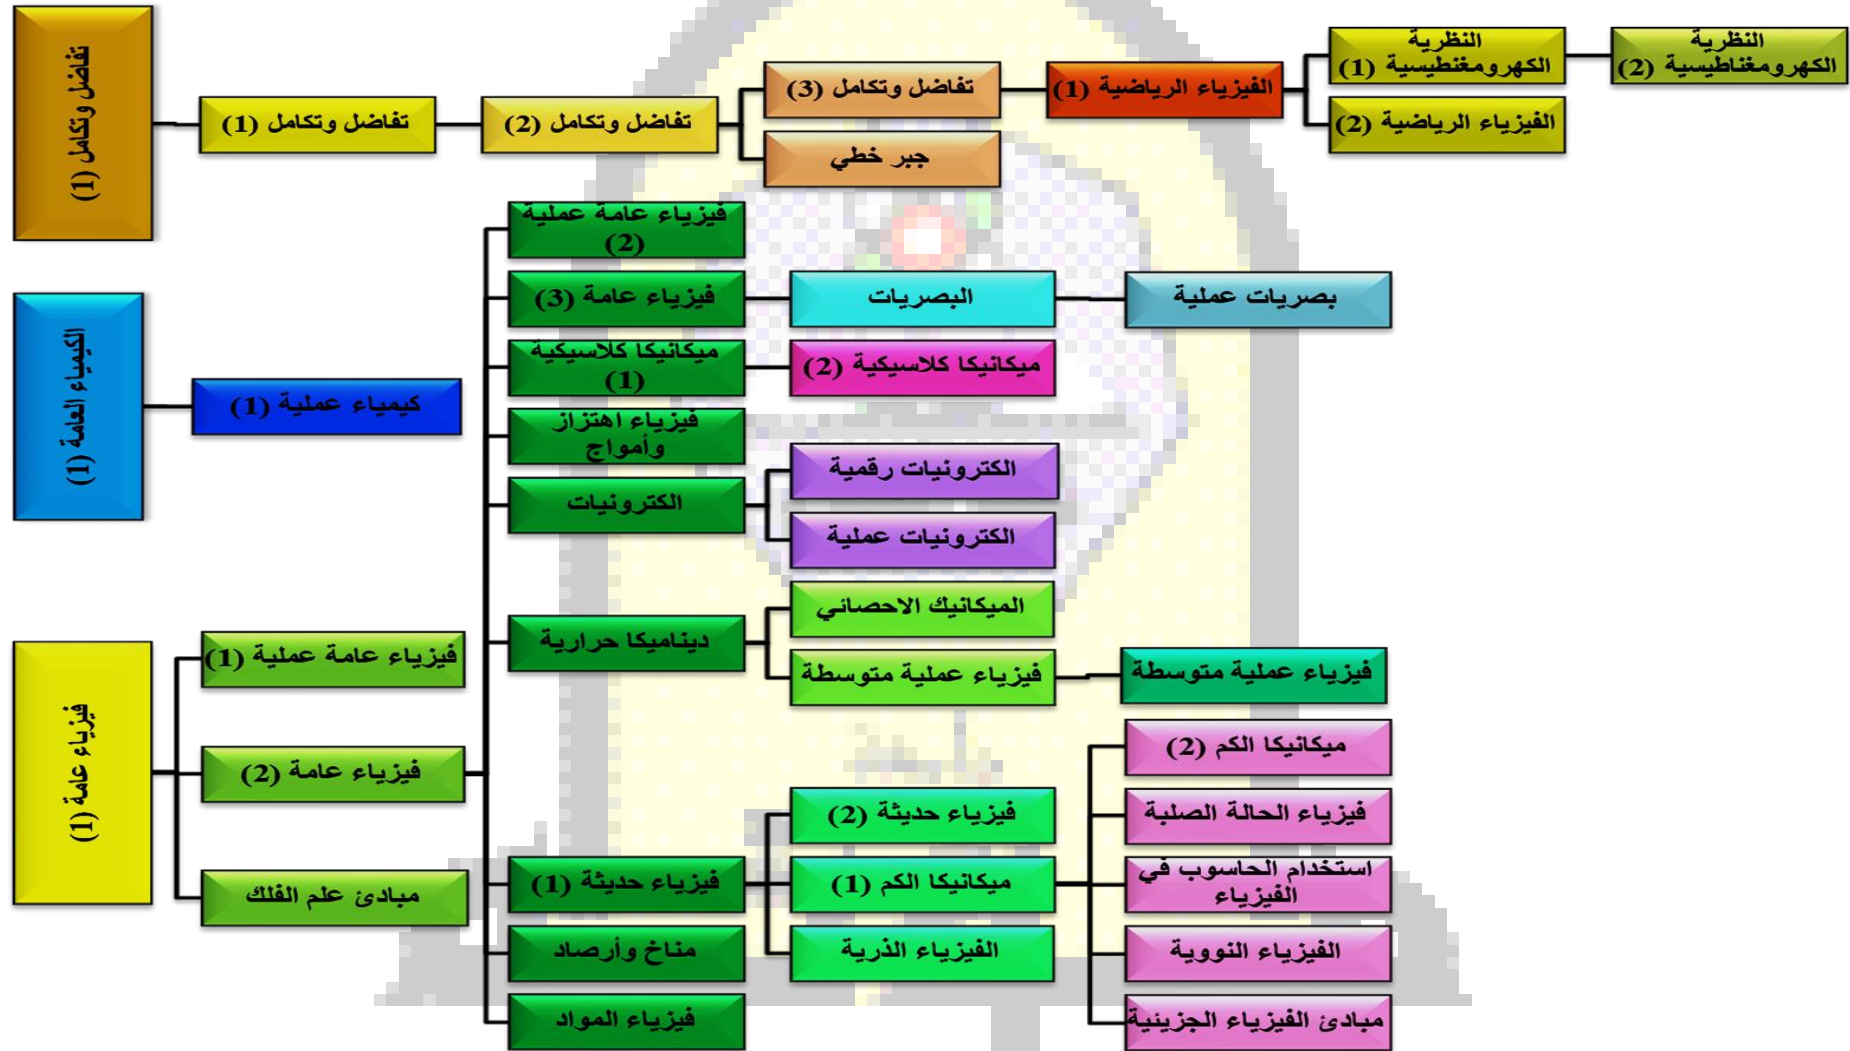 تفاضل وتكامل (1)
تفاضل وتكامل (1)
تفاضل وتكامل (2)
تفاضل وتكامل (3)
جبر خطي
الفيزياء الرياضية (1)
النظرية
الكهرومغنطيسية (1)
الفيزياء الرياضية (2)
النظرية
الكهرومغناطيسية (2)
الكيمياء العامة (1)
كيمياء عملية (1)
فيزياء عامة (1)
فيزياء عامة عملية (1)
فيزياء عامة (2)
مبادئ علم الفلك
فيزياء عامة عملية
(2)
فيزياء عامة (3)
البصريات
بصريات عملية
ميكانيكا كلاسيكية
(1)
ميكانيكا كلاسيكية (2)
فيزياء اهتزاز
وأمواج
الكترونيات
الكترونيات رقمية
الكترونيات عملية
ديناميكا حرارية
الميكانيك الاحصائي
فيزياء عملية متوسطة
فيزياء عملية متوسطة
فيزياء حديثة (1)
فيزياء حديثة (2)
ميكانيكا الكم (1)
الفيزياء الذرية
ميكانيكا الكم (2)
فيزياء الحالة الصلبة
استخدام الحاسوب في
الفيزياء
الفيزياء النووية
مبادئ الفيزياء الجزيئية
مناخ وأرصاد
فيزياء المواد